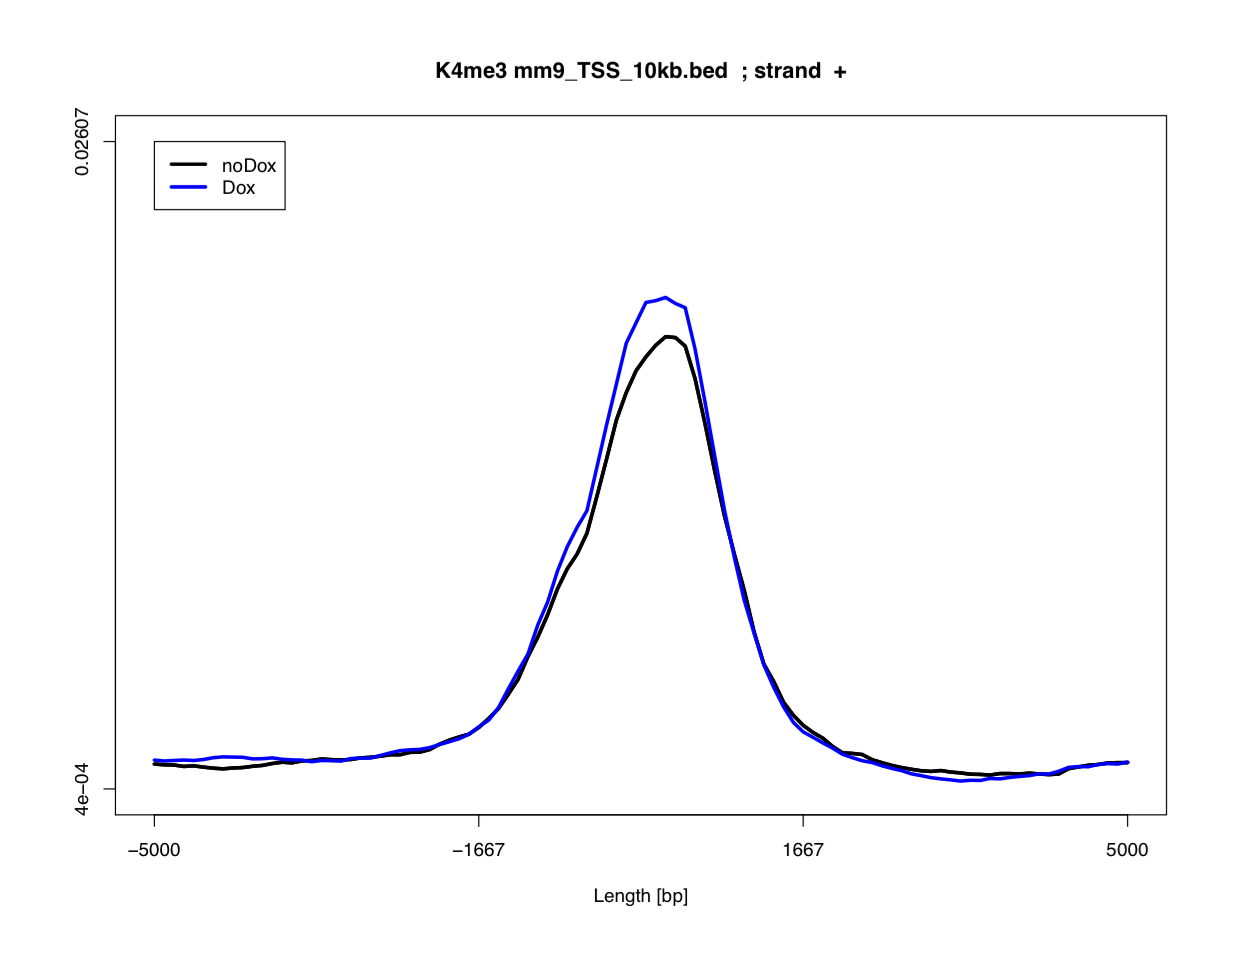 K4me3 mm9_TSS_10kb.bed  ; strand  +
0.02607
noDox
Dox
4e−04
−5000
−1667
1667
5000
Length [bp]